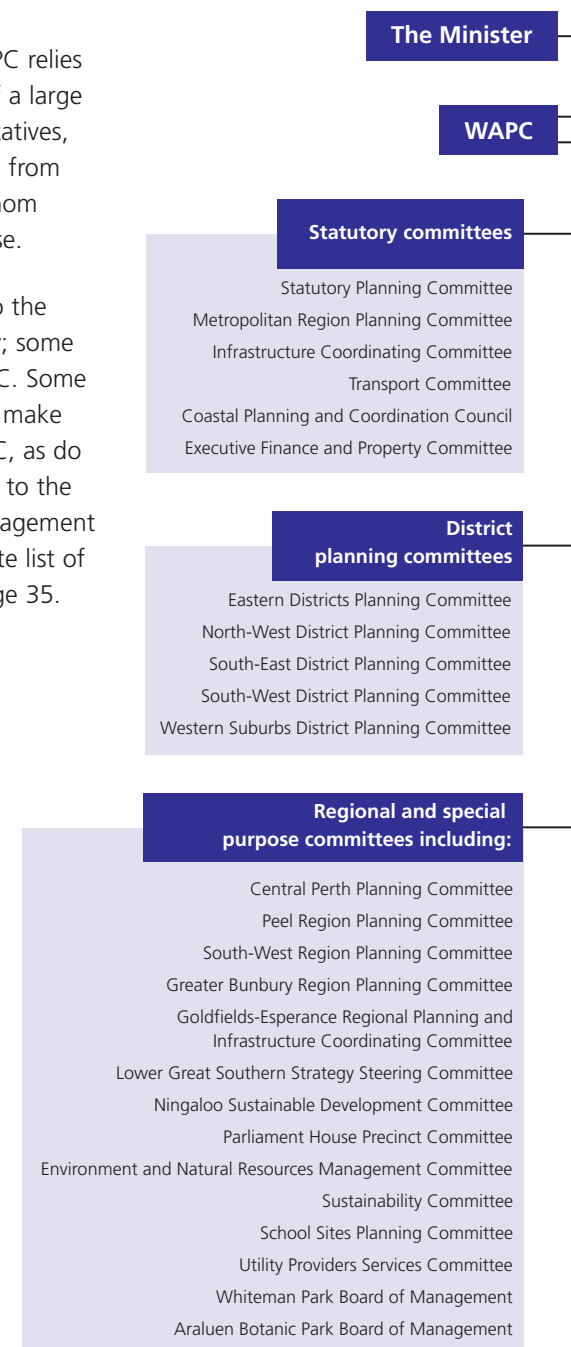 PC relies
a large
atives,
from
nom
se.
o the
; some
C. Some
make
C, as do
to the
agement
te list of
ge 35.
The Minister
WAPC
Statutory committees
Statutory Planning Committee
Metropolitan Region Planning Committee
Infrastructure Coordinating Committee
Transport Committee
Coastal Planning and Coordination Council
Executive Finance and Property Committee
District
planning committees
Eastern Districts Planning Committee
North-West District Planning Committee
South-East District Planning Committee
South-West District Planning Committee
Western Suburbs District Planning Committee
Regional and special
purpose committees including:
Central Perth Planning Committee
Peel Region Planning Committee
South-West Region Planning Committee
Greater Bunbury Region Planning Committee
Goldfields-Esperance Regional Planning and
Infrastructure Coordinating Committee
Lower Great Southern Strategy Steering Committee
Ningaloo Sustainable Development Committee
Parliament House Precinct Committee
Environment and Natural Resources Management Committee
Sustainability Committee
School Sites Planning Committee
Utility Providers Services Committee
Whiteman Park Board of Management
Araluen Botanic Park Board of Management